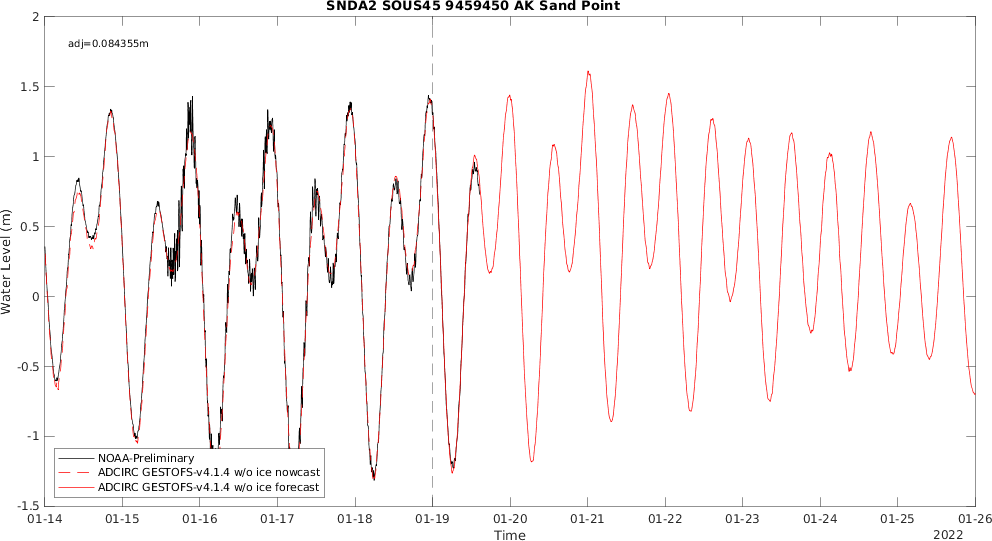 SNDA2 SOUS45 9459450 AK Sand Point
adj=0.084355m
2
1.5
1
0.5
0
-0.5
-1
-1.5
Water Level (m)
NOAA-Preliminary
ADCIRC GESTOFS-v4.1.4 w/o ice nowcast
ADCIRC GESTOFS-v4.1.4 w/o ice forecast
01-14 01-15 01-16 01-17 01-18 01-19 01-20 01-21 01-22 01-23 01-24 01-25 01-26
Time
2022